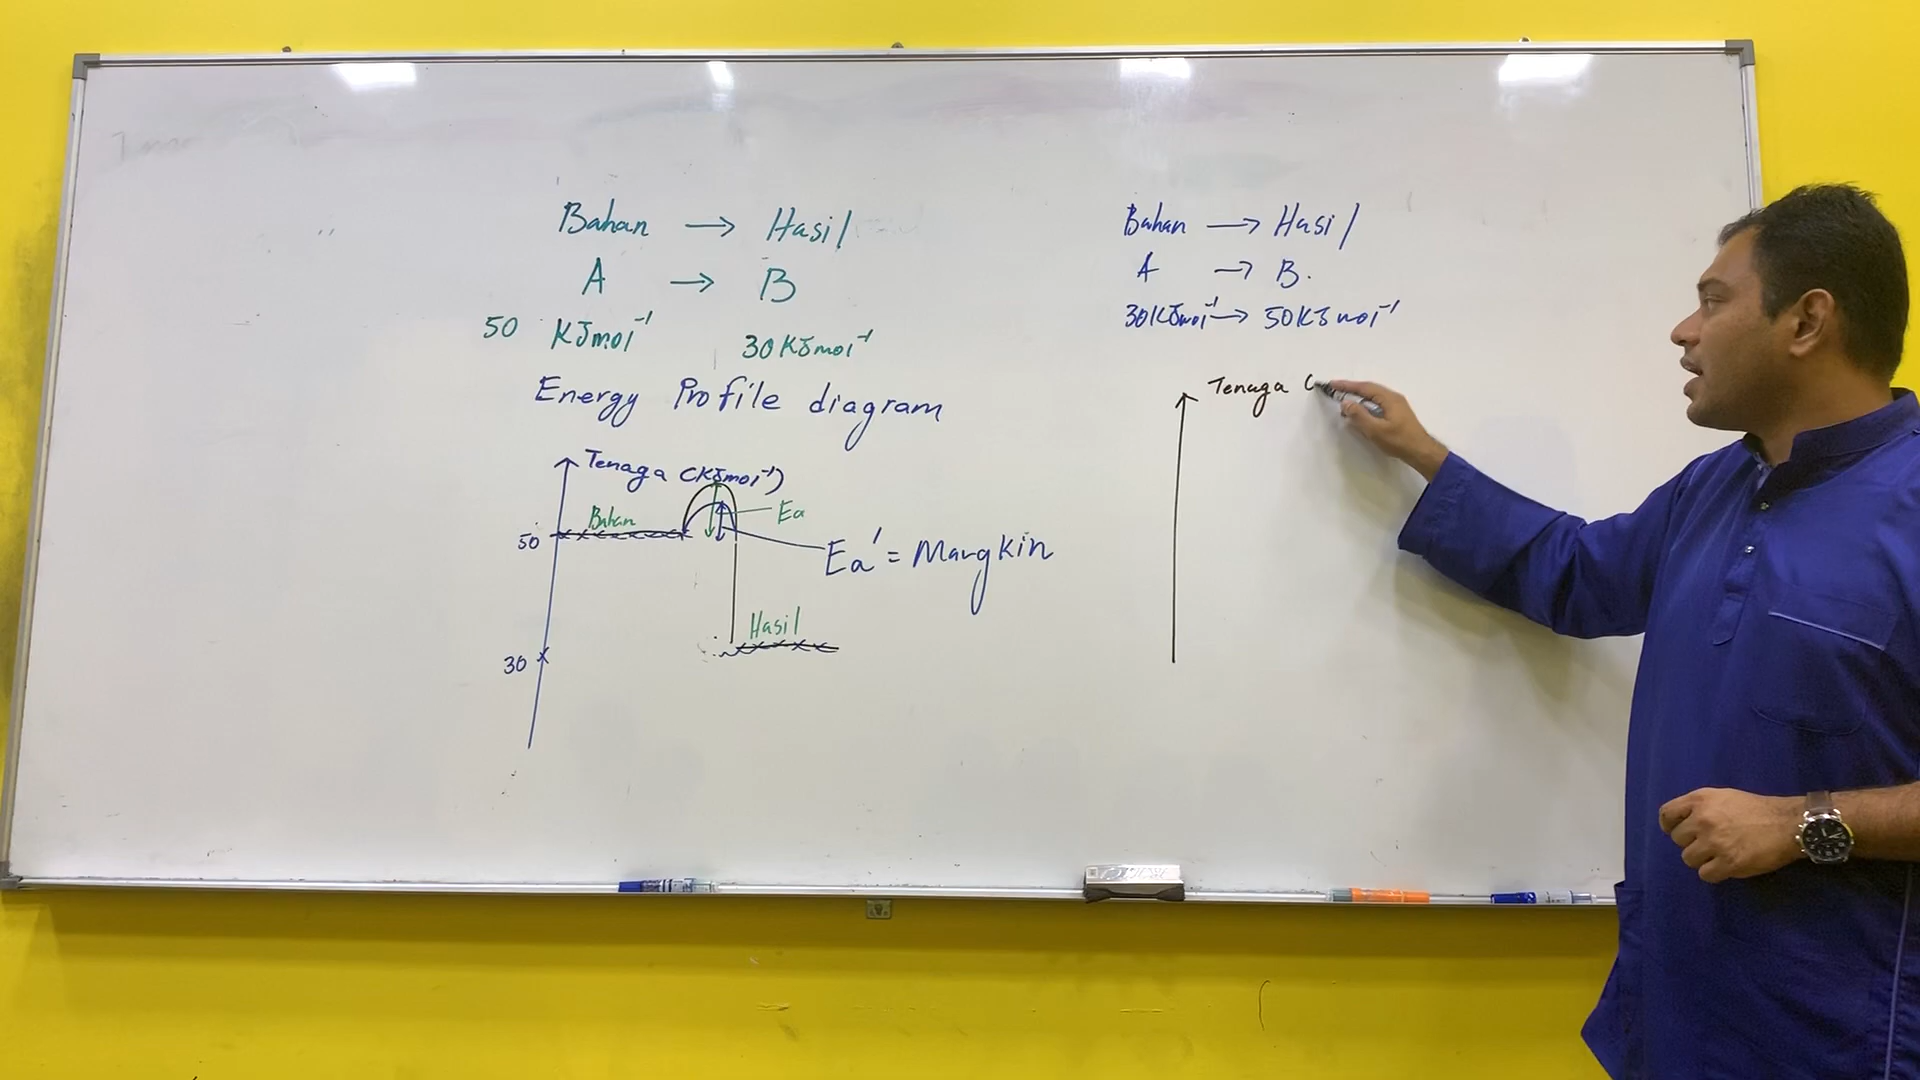 Bahan → Hasil
A → B
50 KJmol⁻¹ 30KJmol⁻¹
Energy Profile diagram
Tenaga (KJmol⁻¹)
Bahan
Ea
50
Ea' = Mangkin
Hasil
30
Bahan → Hasil
A → B.
30KJmol⁻¹ → 50KJmol⁻¹
Tenaga (